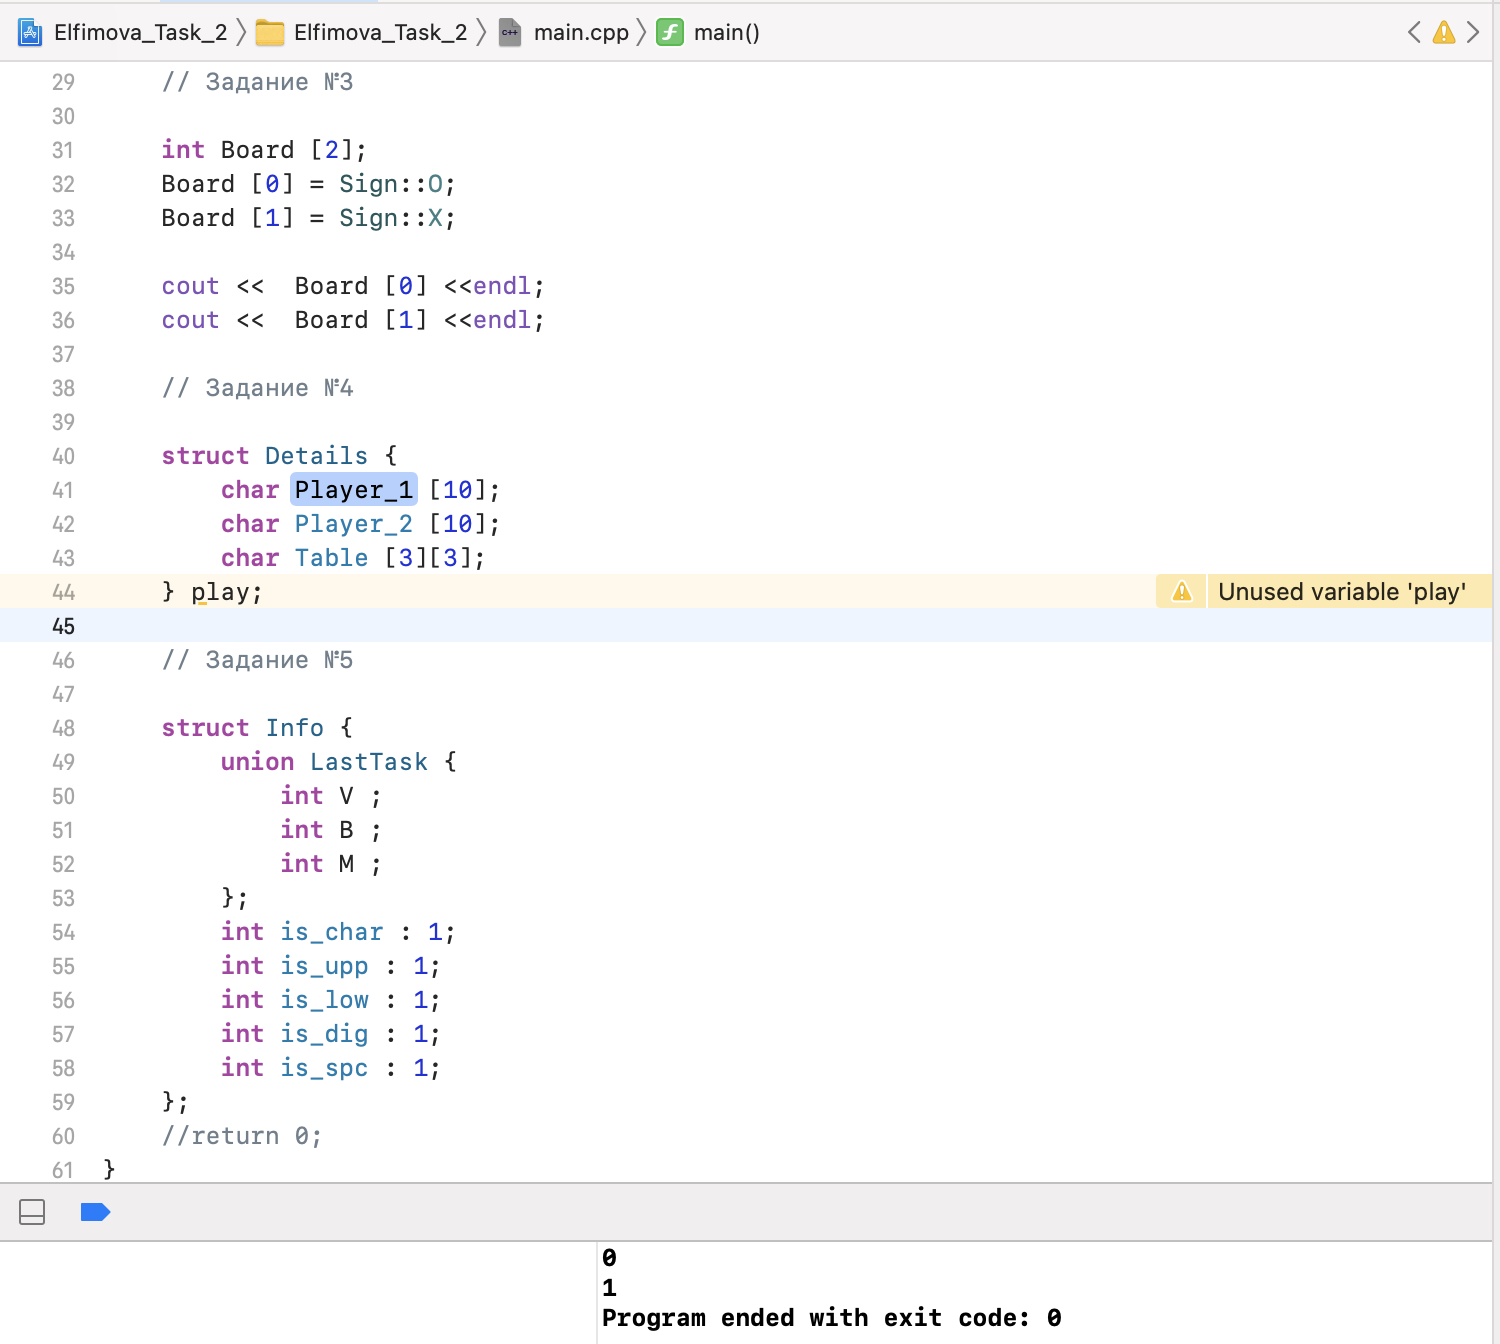 Elfimova_Task_2 Elfimova_Task_2 main.cpp main()
29 // Задание №3
30
31 int Board [2];
32 Board [0] = Sign::O;
33 Board [1] = Sign::X;
34
35 cout <<  Board [0] <<endl;
36 cout <<  Board [1] <<endl;
37
38 // Задание №4
39
40 struct Details {
41 char Player_1 [10];
42 char Player_2 [10];
43 char Table [3][3];
44 } play; Unused variable 'play'
45
46 // Задание №5
47
48 struct Info {
49 union LastTask {
50 int V ;
51 int B ;
52 int M ;
53 };
54 int is_char : 1;
55 int is_upp : 1;
56 int is_low : 1;
57 int is_dig : 1;
58 int is_spc : 1;
59 };
60 //return 0;
61 }
0
1
Program ended with exit code: 0